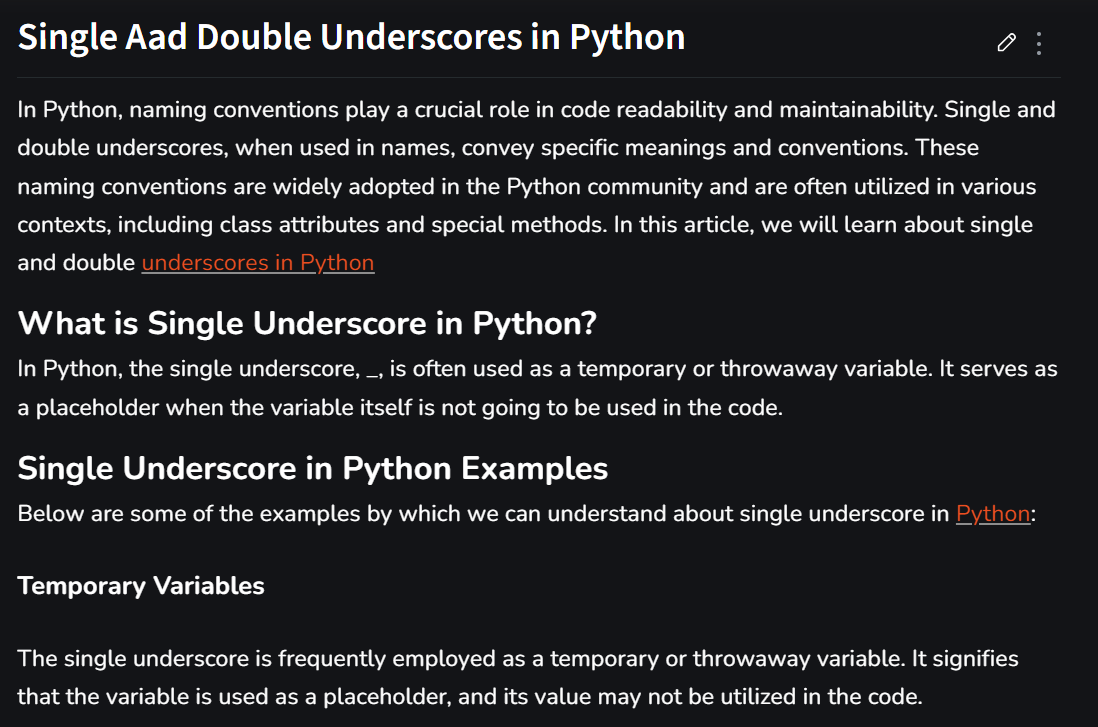 Single Aad Double Underscores in Python
In Python, naming conventions play a crucial role in code readability and maintainability. Single and
double underscores, when used in names, convey specific meanings and conventions. These
naming conventions are widely adopted in the Python community and are often utilized in various
contexts, including class attributes and special methods. In this article, we will learn about single
and double underscores in Python
What is Single Underscore in Python?
In Python, the single underscore, _, is often used as a temporary or throwaway variable. It serves as
a placeholder when the variable itself is not going to be used in the code.
Single Underscore in Python Examples
Below are some of the examples by which we can understand about single underscore in Python:
Temporary Variables
The single underscore is frequently employed as a temporary or throwaway variable. It signifies
that the variable is used as a placeholder, and its value may not be utilized in the code.